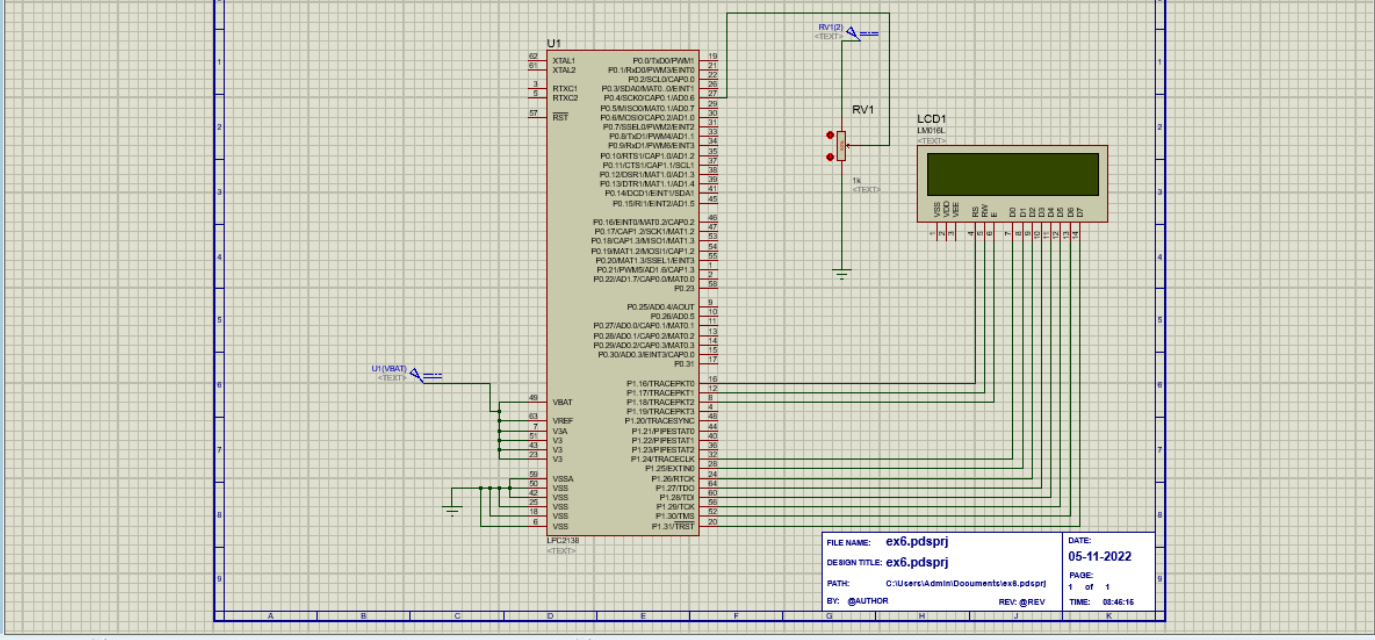 RV1(2)
<TEXT>
U1
62 XTAL1
61 XTAL2
3 RTXC1
5 RTXC2
57 RST
P0.0/TxD0/PWM1 19
P0.1/RxD0/PWM3/EINT0 21
P0.2/SCL0/CAP0.0 22
P0.3/SDA0/MAT0.0/EINT1 26
P0.4/SCK0/CAP0.1/AD0.6 27
P0.5/MISO0/MAT0.1/AD0.7 29
P0.6/MOSI0/CAP0.2/AD1.0 30
P0.7/SSEL0/PWM2/EINT2 31
P0.8/TxD1/PWM4/AD1.1 33
P0.9/RxD1/PWM6/EINT3 34
P0.10/RTS1/CAP1.0/AD1.2 35
P0.11/CTS1/CAP1.1/SCL1 37
P0.12/DSR1/MAT1.0/AD1.3 38
P0.13/DTR1/MAT1.1/AD1.4 39
P0.14/DCD1/EINT1/SDA1 41
P0.15/RI1/EINT2/AD1.5 45
P0.16/EINT0/MAT0.2/CAP0.2 46
P0.17/CAP1.2/SCK1/MAT1.2 47
P0.18/CAP1.3/MISO1/MAT1.3 53
P0.19/MAT1.2/MOSI1/CAP1.2 54
P0.20/MAT1.3/SSEL1/EINT3 55
P0.21/PWM5/AD1.6/CAP1.3 1
P0.22/AD1.7/CAP0.0/MAT0.0 2
P0.23 58
P0.25/AD0.4/AOUT 9
P0.26/AD0.5 10
P0.27/AD0.0/CAP0.1/MAT0.1 11
P0.28/AD0.1/CAP0.2/MAT0.2 13
P0.29/AD0.2/CAP0.3/MAT0.3 14
P0.30/AD0.3/EINT3/CAP0.0 15
P0.31 17
P1.16/TRACEPKT0 16
P1.17/TRACEPKT1 12
P1.18/TRACEPKT2 8
P1.19/TRACEPKT3 4
P1.20/TRACESYNC 48
P1.21/PIPESTAT0 44
P1.22/PIPESTAT1 40
P1.23/PIPESTAT2 36
P1.24/TRACECLK 32
P1.25/EXTIN0 28
P1.26/RTCK 24
P1.27/TDO 64
P1.28/TDI 60
P1.29/TCK 56
P1.30/TMS 52
P1.31/TRST 20
U1(VBAT)
<TEXT>
49 VBAT
63 VREF
7 V3A
51 V3
43 V3
23 V3
59 VSSA
50 VSS
42 VSS
25 VSS
18 VSS
6 VSS
LPC2138
<TEXT>
RV1
1k
<TEXT>
LCD1
LM016L
<TEXT>
VSS VDD VEE RS RW E D0 D1 D2 D3 D4 D5 D6 D7
1 2 3 4 5 6 7 8 9 10 11 12 13 14
1 1
2 2
3 3
4 4
5 5
6 6
7 7
8 8
9 9
FILE NAME: ex6.pdsprj
DESIGN TITLE: ex6.pdsprj
PATH: C:\Users\Admin\Documents\ex6.pdsprj
BY: @AUTHOR REV: @REV
DATE:
05-11-2022
PAGE:
1 of 1
TIME: 08:46:16
A B C D E F G H J K